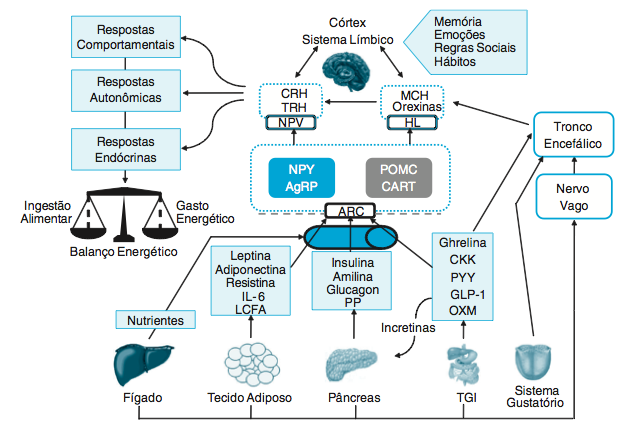 Respostas
Comportamentais
Respostas
Autonômicas
Respostas
Endócrinas
Ingestão
Alimentar
Gasto
Energético
Balanço Energético
Córtex
Sistema Límbico
Memória
Emoções
Regras Sociais
Hábitos
CRH
TRH
NPV
MCH
Orexinas
HL
Tronco
Encefálico
Nervo
Vago
NPY
AgRP
POMC
CART
ARC
Leptina
Adiponectina
Resistina
IL-6
LCFA
Insulina
Amilina
Glucagon
PP
Ghrelina
CKK
PYY
GLP-1
OXM
Nutrientes
Incretinas
Fígado
Tecido Adiposo
Pâncreas
TGI
Sistema
Gustatório